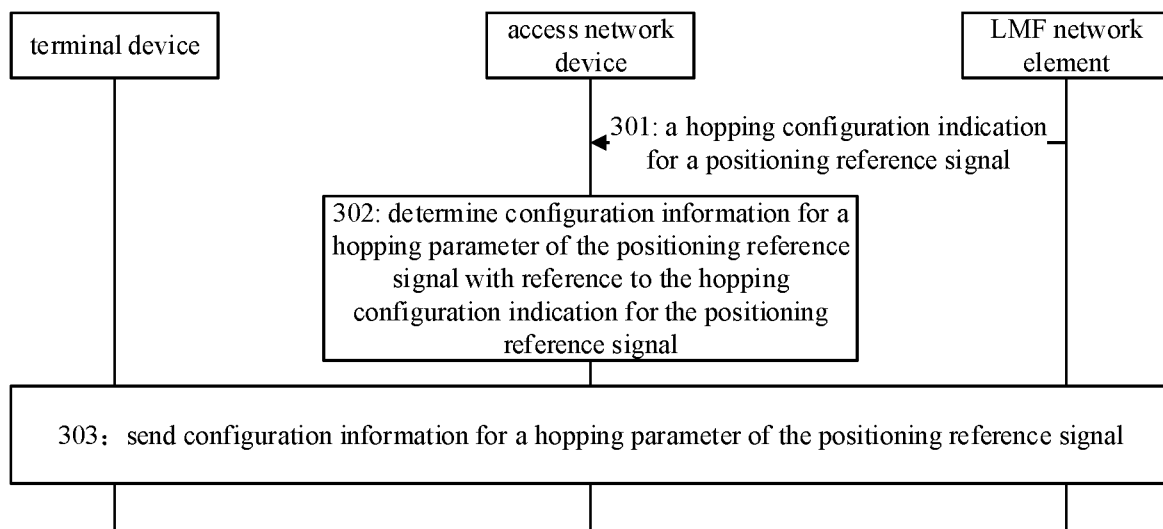 terminal device
access network
device
LMF network
element
301: a hopping configuration indication
for a positioning reference signal
302: determine configuration information for a
hopping parameter of the positioning reference
signal with reference to the hopping
configuration indication for the positioning
reference signal
303：send configuration information for a hopping parameter of the positioning reference signal